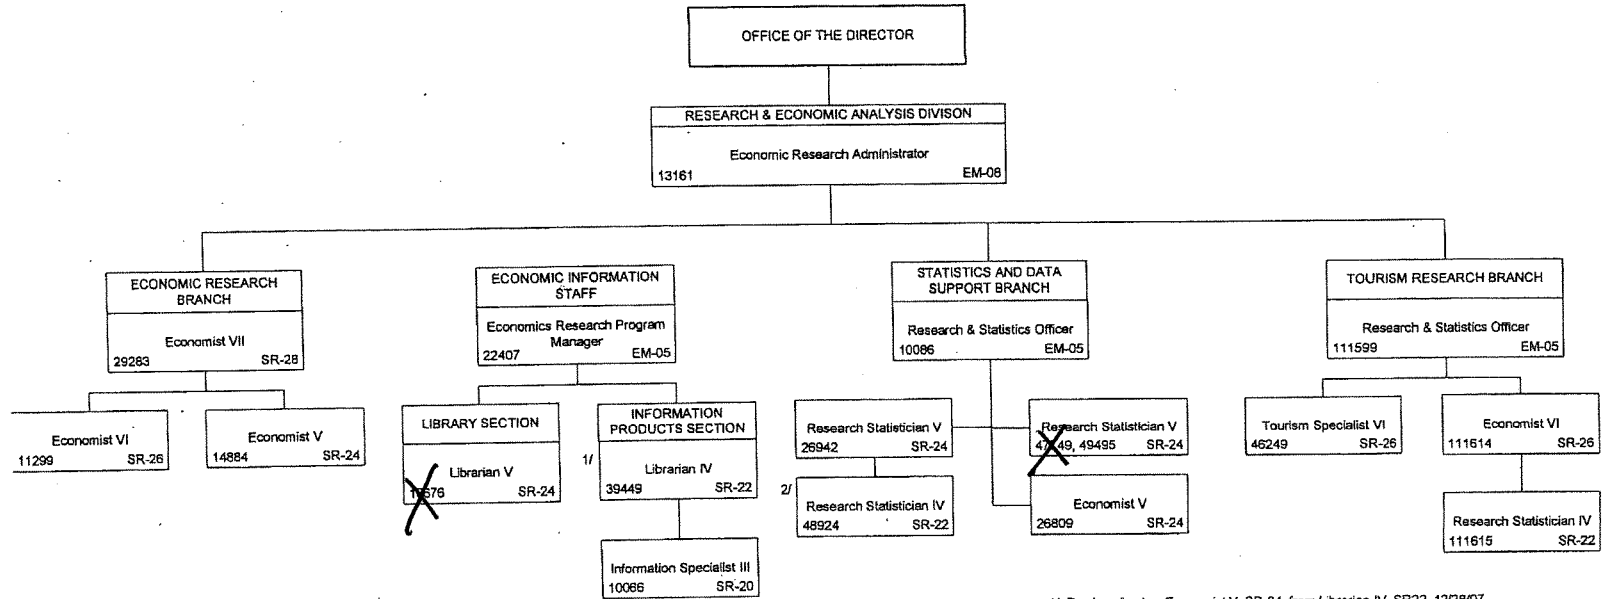 OFFICE OF THE DIRECTOR
RESEARCH & ECONOMIC ANALYSIS DIVISON
Economic Research Administrator
13161 EM-08
ECONOMIC RESEARCH
BRANCH
Economist VII
29283 SR-28
Economist VI
11299 SR-26
Economist V
14884 SR-24
ECONOMIC INFORMATION
STAFF
Economics Research Program
Manager
22407 EM-05
LIBRARY SECTION
Librarian V
SR-24
1/
INFORMATION
PRODUCTS SECTION
Librarian IV
39449 SR-22
Information Specialist III
10066 SR-20
STATISTICS AND DATA
SUPPORT BRANCH
Research & Statistics Officer
10086 EM-05
Research Statistician V
26942 SR-24
2/
Research Statistician IV
48924 SR-22
Research Statistician V
49495 SR-24
Economist V
26809 SR-24
TOURISM RESEARCH BRANCH
Research & Statistics Officer
111599 EM-05
Tourism Specialist VI
46249 SR-26
Economist VI
111614 SR-26
Research Statistician IV
111615 SR-22